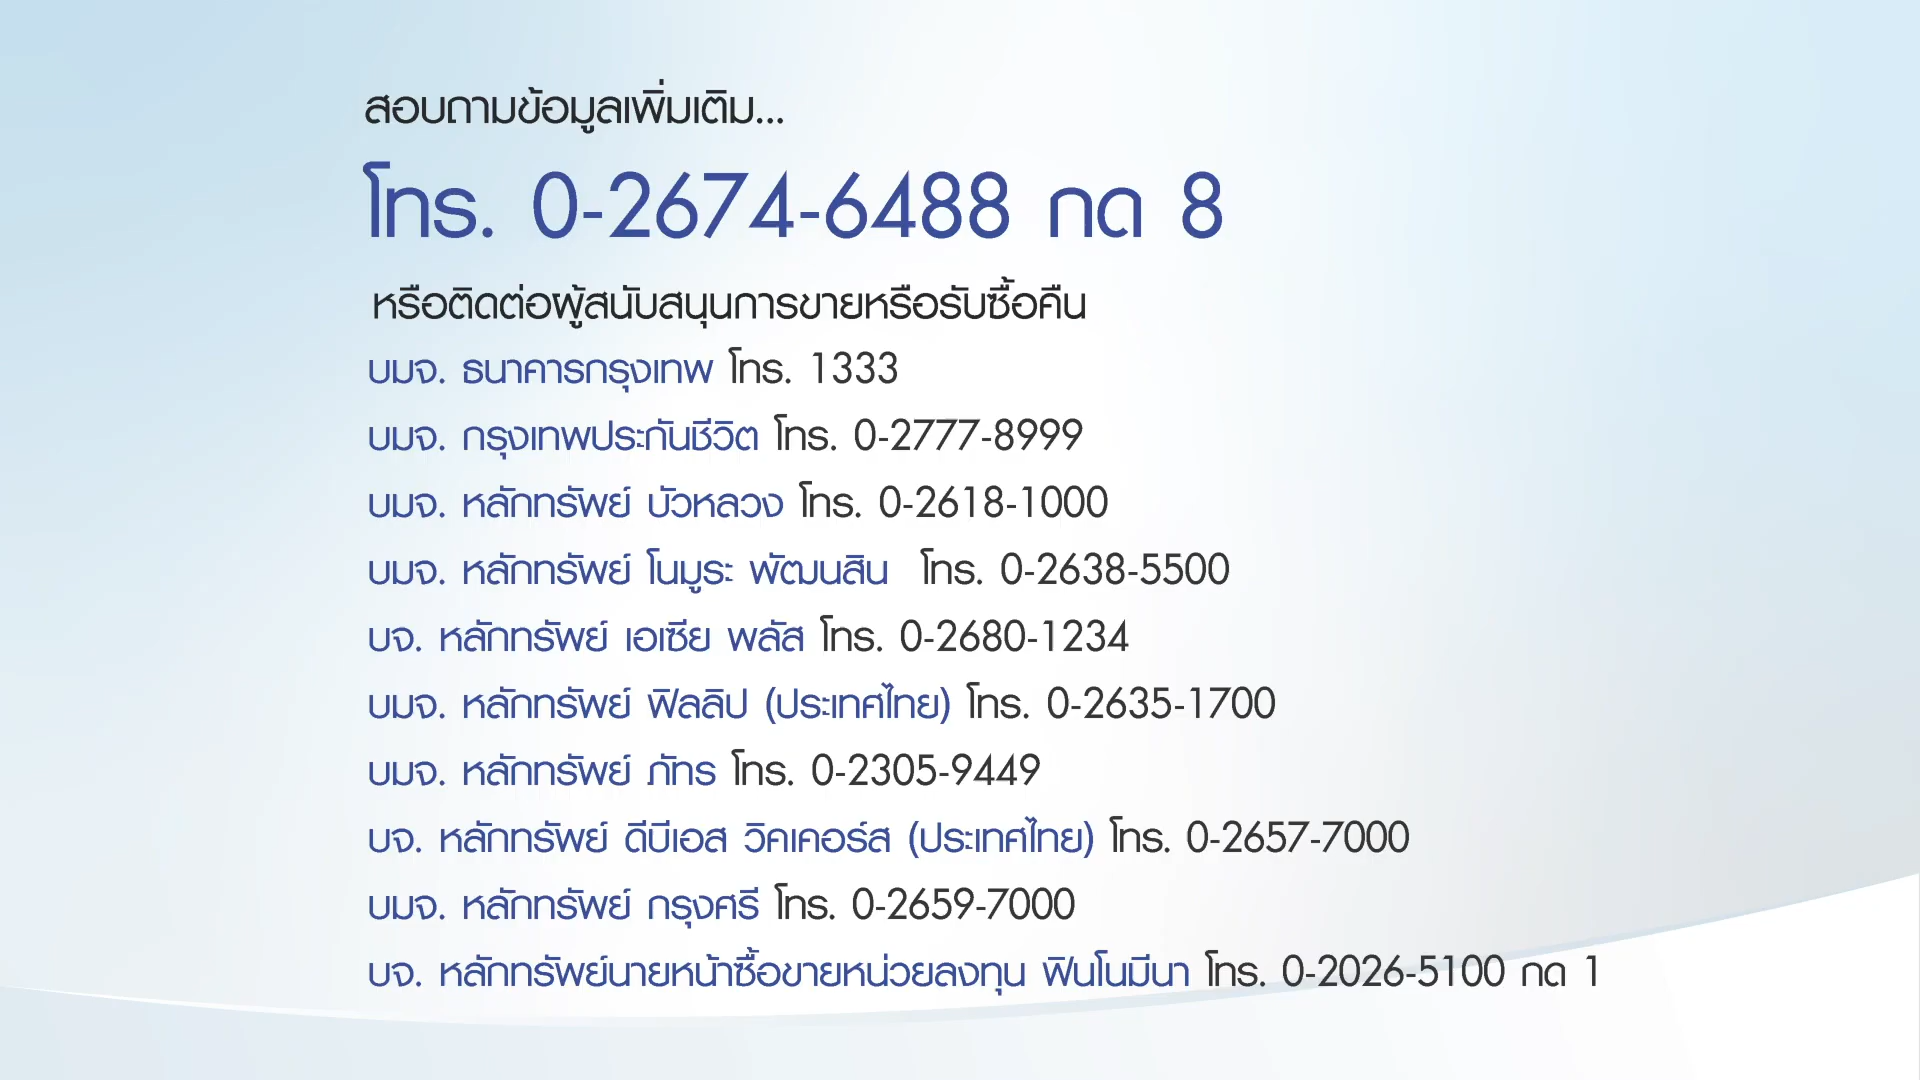 สอบถามข้อมูลเพิ่มเติม...
โทร. 0-2674-6488 กด 8
หรือติดต่อผู้สนับสนุนการขายหรือรับซื้อคืน
บมจ. ธนาคารกรุงเทพ โทร. 1333
บมจ. กรุงเทพประกันชีวิต โทร. 0-2777-8999
บมจ. หลักทรัพย์ บัวหลวง โทร. 0-2618-1000
บมจ. หลักทรัพย์ โนมูระ พัฒนสิน โทร. 0-2638-5500
บจ. หลักทรัพย์ เอเซีย พลัส โทร. 0-2680-1234
บมจ. หลักทรัพย์ ฟิลลิป (ประเทศไทย) โทร. 0-2635-1700
บมจ. หลักทรัพย์ ภัทร โทร. 0-2305-9449
บจ. หลักทรัพย์ ดีบีเอส วิคเคอร์ส (ประเทศไทย) โทร. 0-2657-7000
บมจ. หลักทรัพย์ กรุงศรี โทร. 0-2659-7000
บจ. หลักทรัพย์นายหน้าซื้อขายหน่วยลงทุน ฟินโนมีนา โทร. 0-2026-5100 กด 1